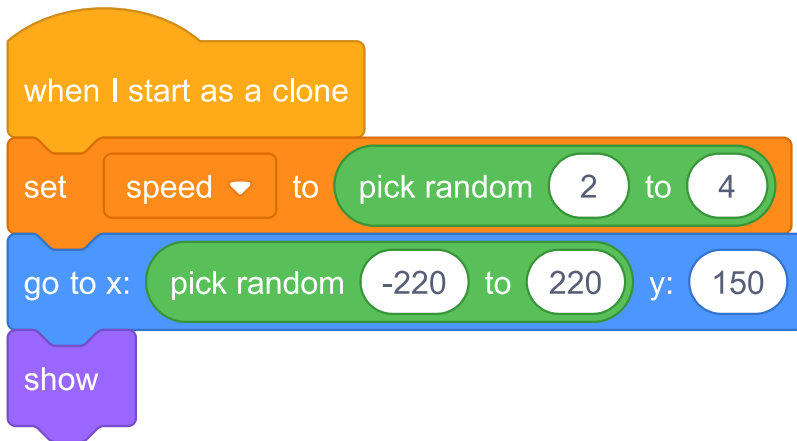 when I start as a clone
set speed to pick random 2 to 4
go to x: pick random -220 to 220 y: 150
show